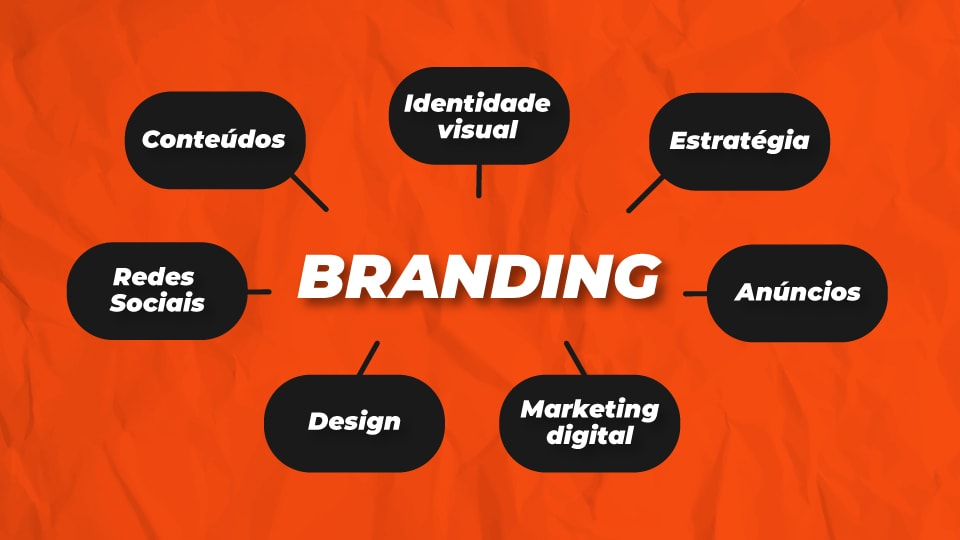 Identidade
visual
Conteúdos
Estratégia
BRANDING
Redes
Sociais
Anúncios
Design
Marketing
digital